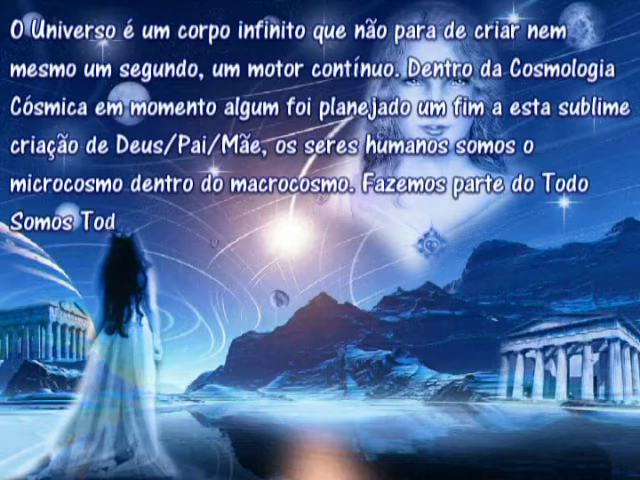 O Universo é um corpo infinito que não para de criar nem
mesmo um segundo, um motor contínuo. Dentro da Cosmologia
Cósmica em momento algum foi planejado um fim a esta sublime
criação de Deus/Pai/Mãe, os seres humanos somos o
microcosmo dentro do macrocosmo. Fazemos parte do Todo
Somos Tod